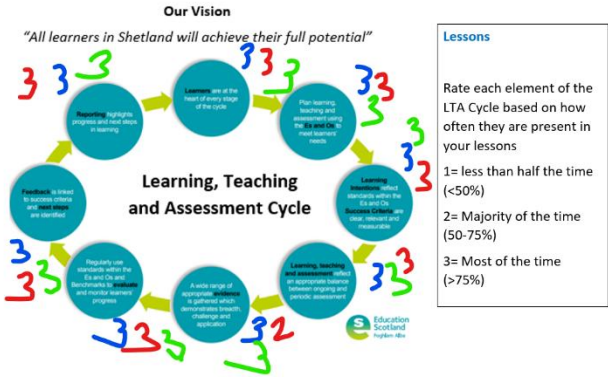 Our Vision
"All learners in Shetland will achieve their full potential"
3 3 3
3 3 3
Learners are at the
heart of every stage
of the cycle
3 3
3
Plan learning,
teaching and
assessment using
the Es and Os to
meet learners'
needs
3
3
3
Learning
Intentions reflect
standards within the
Es and Os
Success Criteria are
clear, relevant and
measurable
Learning, teaching
and assessment reflect
an appropriate balance
between ongoing and
periodic assessment
3 3 3
A wide range of
appropriate evidence is
gathered which
demonstrates breadth,
challenge and
application
3 2
3
Regularly use
standards within the
Es and Os and
Benchmarks to evaluate
and monitor learners'
progress
3 3 3
Feedback is linked
to success criteria
and next steps
are identified
3
3 3
Reporting highlights
progress and next steps
in learning
Learning, Teaching
and Assessment Cycle
Education
Scotland
Foghlam Alba
Lessons
Rate each element of the
LTA Cycle based on how
often they are present in
your lessons
1= less than half the time
(<50%)
2= Majority of the time
(50-75%)
3= Most of the time
(>75%)